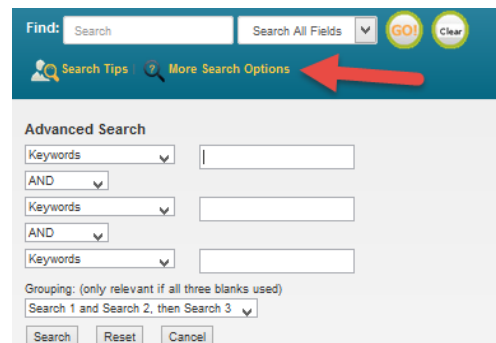 Find: Search Search All Fields GO! Clear
Search Tips | ? More Search Options
Advanced Search
Keywords
AND
Keywords
AND
Keywords
Grouping: (only relevant if all three blanks used)
Search 1 and Search 2, then Search 3
Search Reset Cancel